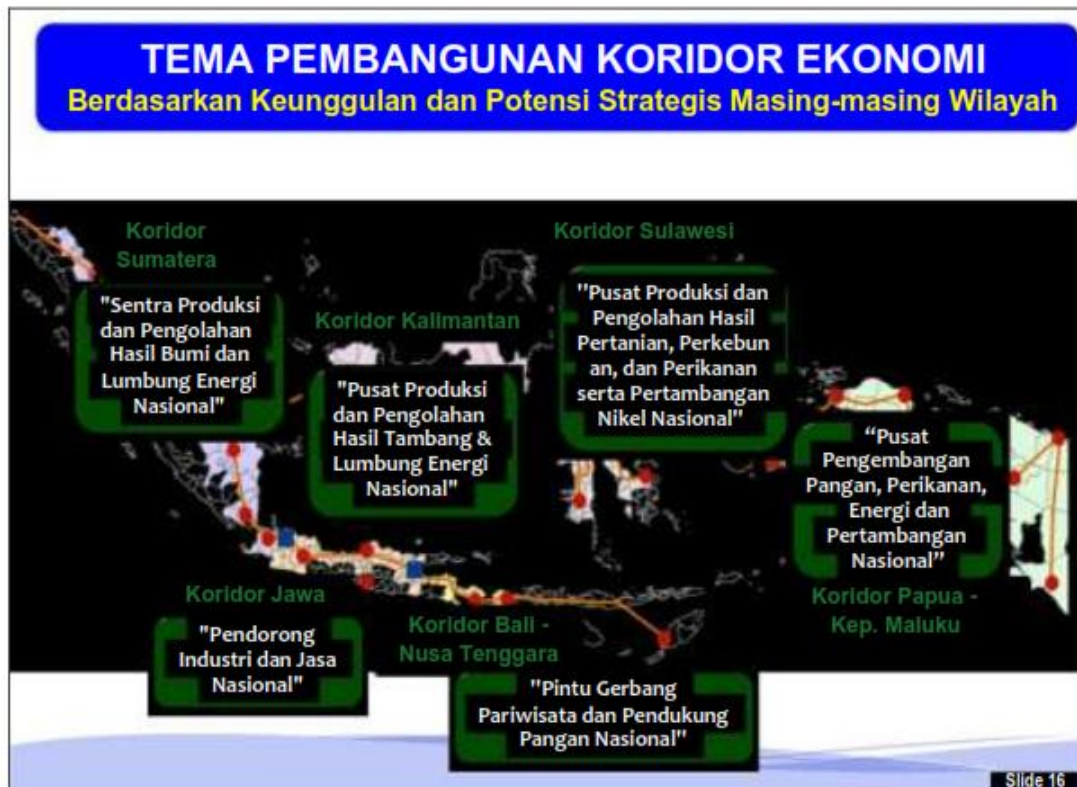 TEMA PEMBANGUNAN KORIDOR EKONOMI
Berdasarkan Keunggulan dan Potensi Strategis Masing-masing Wilayah
Koridor
Sumatera
"Sentra Produksi
dan Pengolahan
Hasil Bumi dan
Lumbung Energi
Nasional"
Koridor Kalimantan
"Pusat Produksi
dan Pengolahan
Hasil Tambang &
Lumbung Energi
Nasional"
Koridor Sulawesi
"Pusat Produksi dan
Pengolahan Hasil
Pertanian, Perkebun
an, dan Perikanan
serta Pertambangan
Nikel Nasional"
“Pusat
Pengembangan
Pangan, Perikanan,
Energi dan
Pertambangan
Nasional”
Koridor Papua -
Kep. Maluku
Koridor Jawa
"Pendorong
Industri dan Jasa
Nasional"
Koridor Bali -
Nusa Tenggara
"Pintu Gerbang
Pariwisata dan Pendukung
Pangan Nasional"
Slide 16